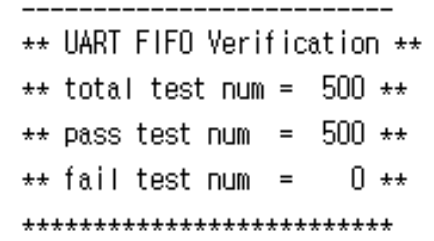 --------------------------
** UART FIFO Verification **
** total test num =  500 **
** pass test num  =  500 **
** fail test num  =    0 **
**************************